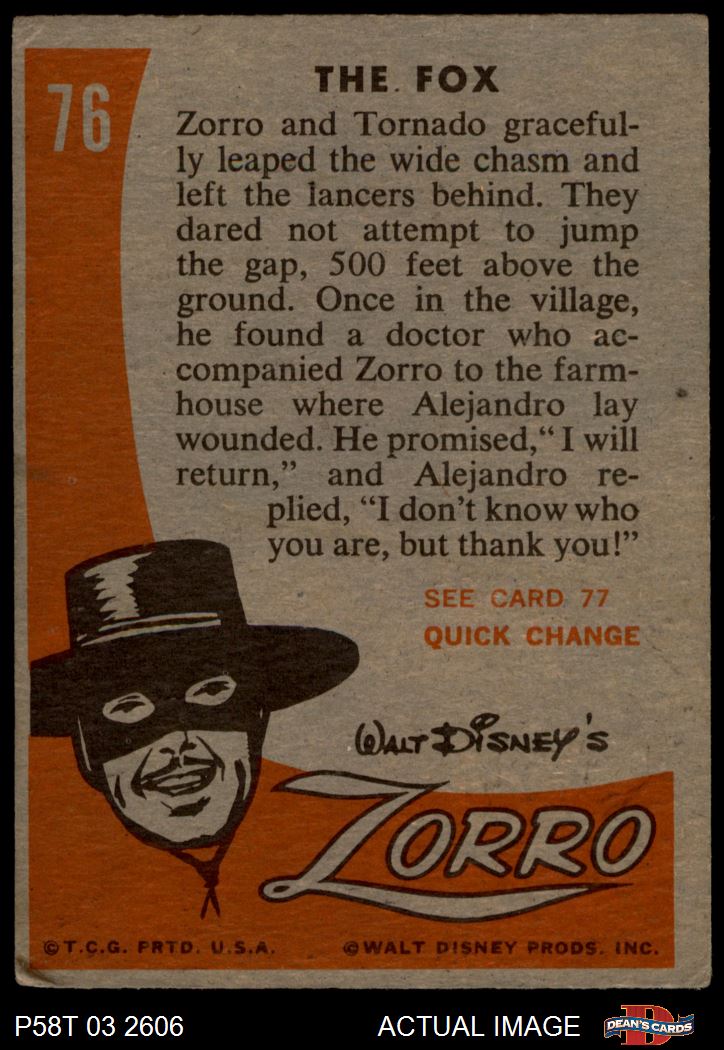 76
THE FOX
Zorro and Tornado graceful-
ly leaped the wide chasm and
left the lancers behind. They
dared not attempt to jump
the gap, 500 feet above the
ground. Once in the village,
he found a doctor who ac-
companied Zorro to the farm-
house where Alejandro lay
wounded. He promised, “I will
return,” and Alejandro re-
plied, “I don’t know who
you are, but thank you!”
SEE CARD 77
QUICK CHANGE
WALT DISNEY’S
ZORRO
©T.C.G. PRTD. U.S.A. ©WALT DISNEY PRODS. INC.
P58T 03 2606 ACTUAL IMAGE DEAN'S CARDS